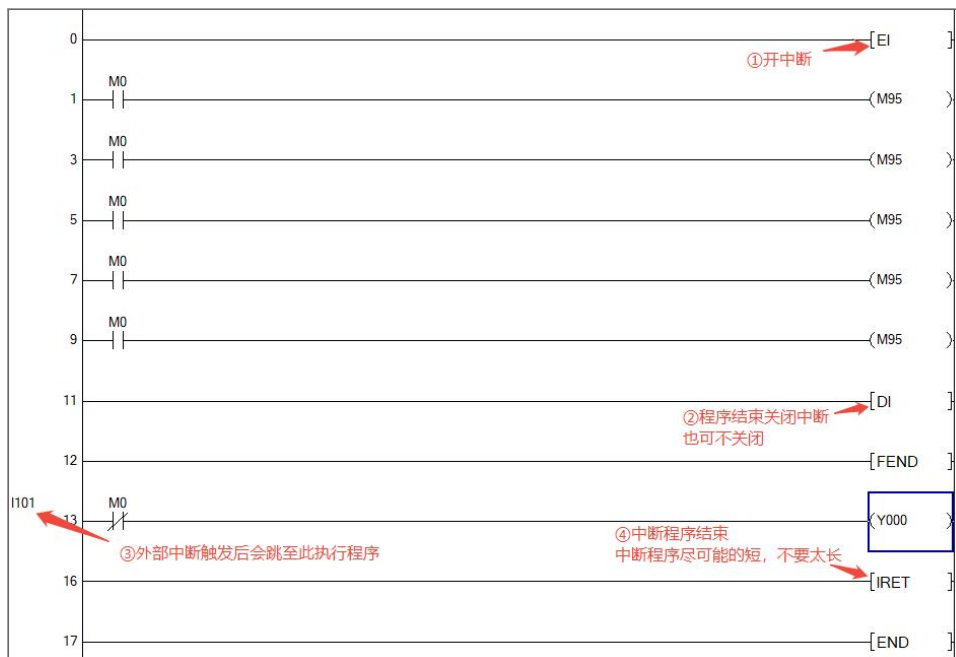 0 [EI ]
①开中断
M0
1 (M95 )
M0
3 (M95 )
M0
5 (M95 )
M0
7 (M95 )
M0
9 (M95 )
11 [DI ]
②程序结束关闭中断
也可不关闭
12 [FEND ]
I101 M0
13 (Y000 )
③外部中断触发后会跳至此执行程序
④中断程序结束
中断程序尽可能的短，不要太长
16 [IRET ]
17 [END ]